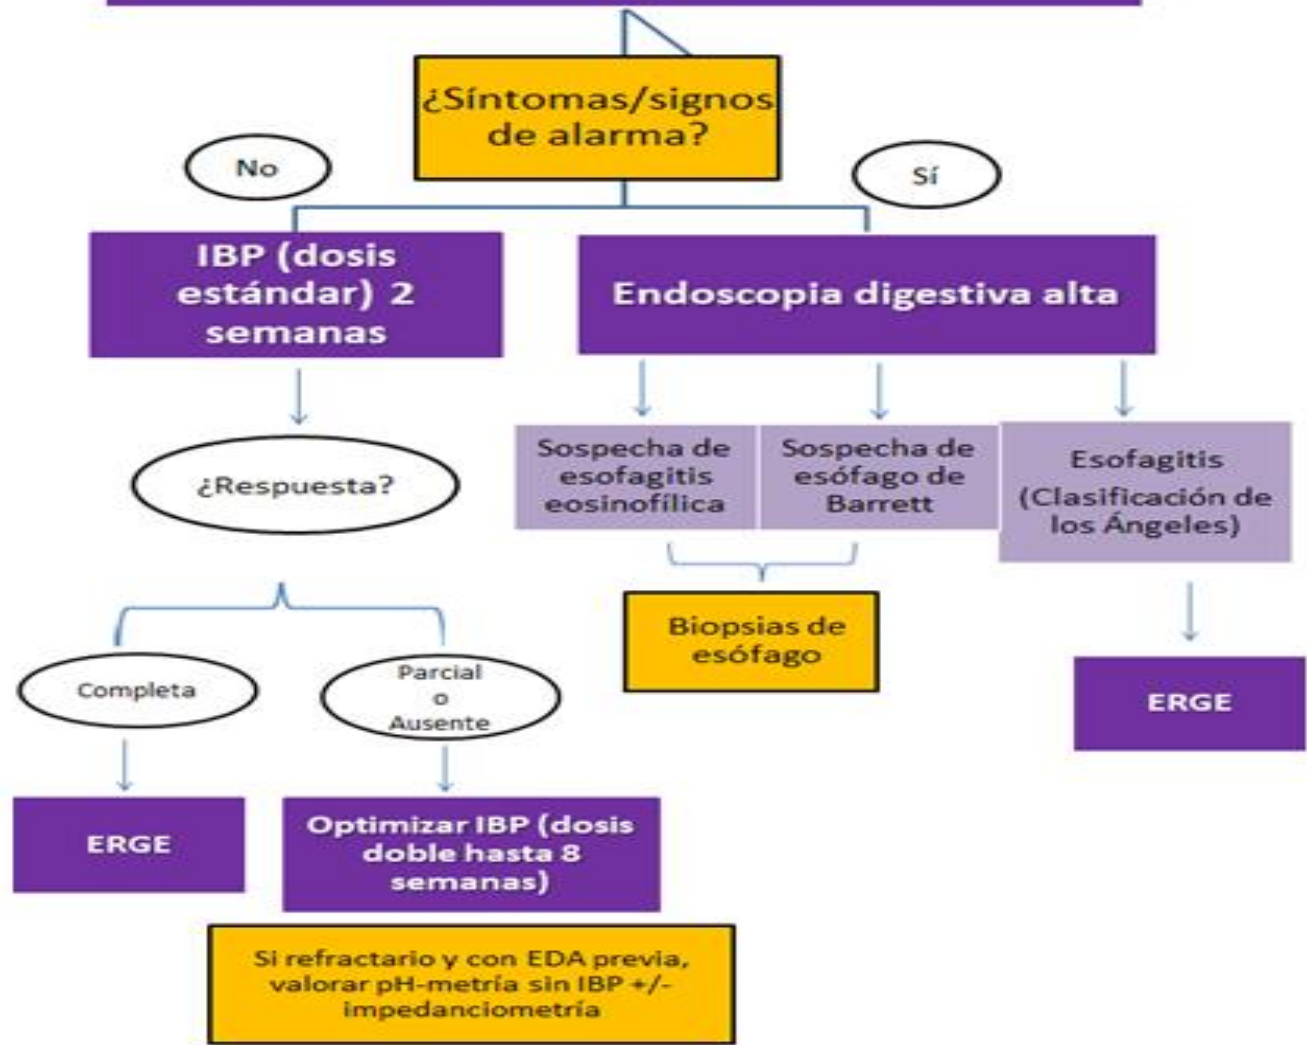 ¿Síntomas/signos
de alarma?
No
Sí
IBP (dosis
estándar) 2
semanas
Endoscopia digestiva alta
¿Respuesta?
Sospecha de
esofagitis
eosinofílica
Sospecha de
esófago de
Barrett
Esofagitis
(Clasificación de
los Ángeles)
Biopsias de
esófago
ERGE
Completa
Parcial
o
Ausente
ERGE
Optimizar IBP (dosis
doble hasta 8
semanas)
Si refractario y con EDA previa,
valorar pH-metría sin IBP +/-
impedanciometría